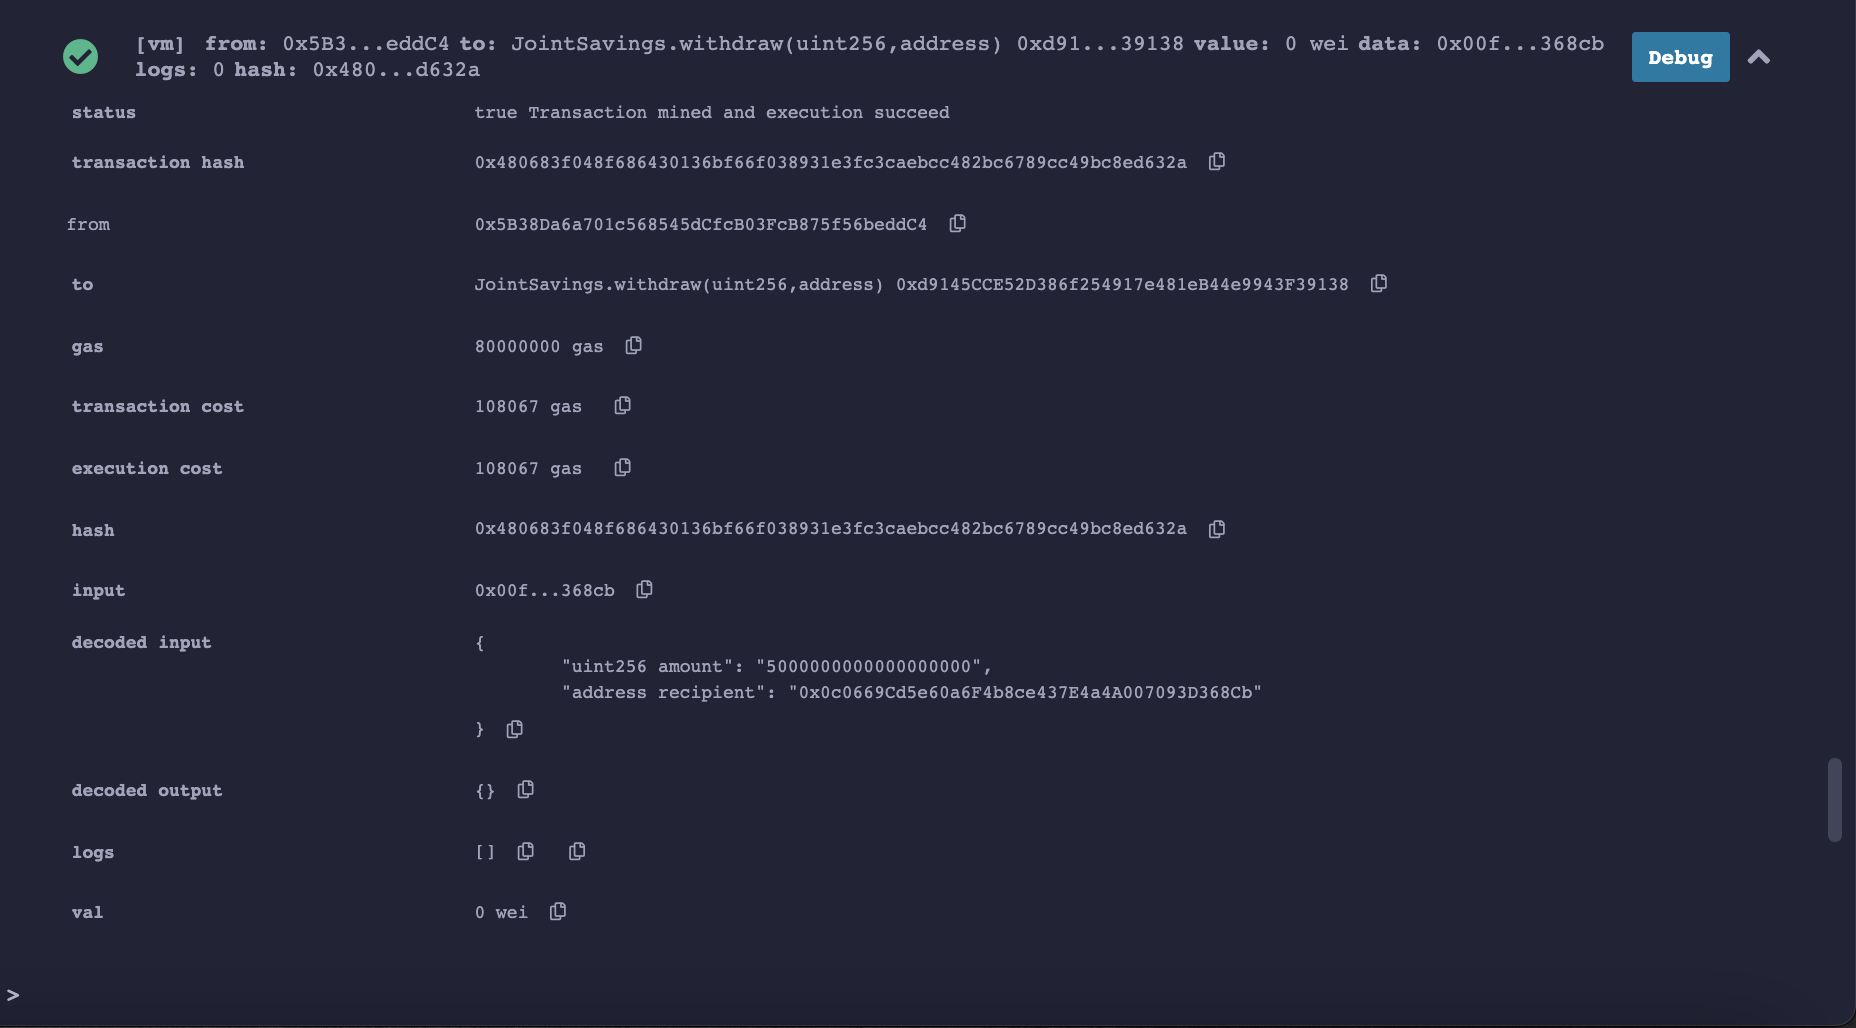 [vm] from: 0x5B3...eddC4 to: JointSavings.withdraw(uint256,address) 0xd91...39138 value: 0 wei data: 0x00f...368cb
logs: 0 hash: 0x480...d632a
Debug
status true Transaction mined and execution succeed
transaction hash 0x480683f048f686430136bf66f038931e3fc3caebcc482bc6789cc49bc8ed632a
from 0x5B38Da6a701c568545dCfcB03FcB875f56beddC4
to JointSavings.withdraw(uint256,address) 0xd9145CCE52D386f254917e481eB44e9943F39138
gas 80000000 gas
transaction cost 108067 gas
execution cost 108067 gas
hash 0x480683f048f686430136bf66f038931e3fc3caebcc482bc6789cc49bc8ed632a
input 0x00f...368cb
decoded input {
"uint256 amount": "5000000000000000000",
"address recipient": "0x0c0669Cd5e60a6F4b8ce437E4a4A007093D368Cb"
}
decoded output {}
logs []
val 0 wei
>